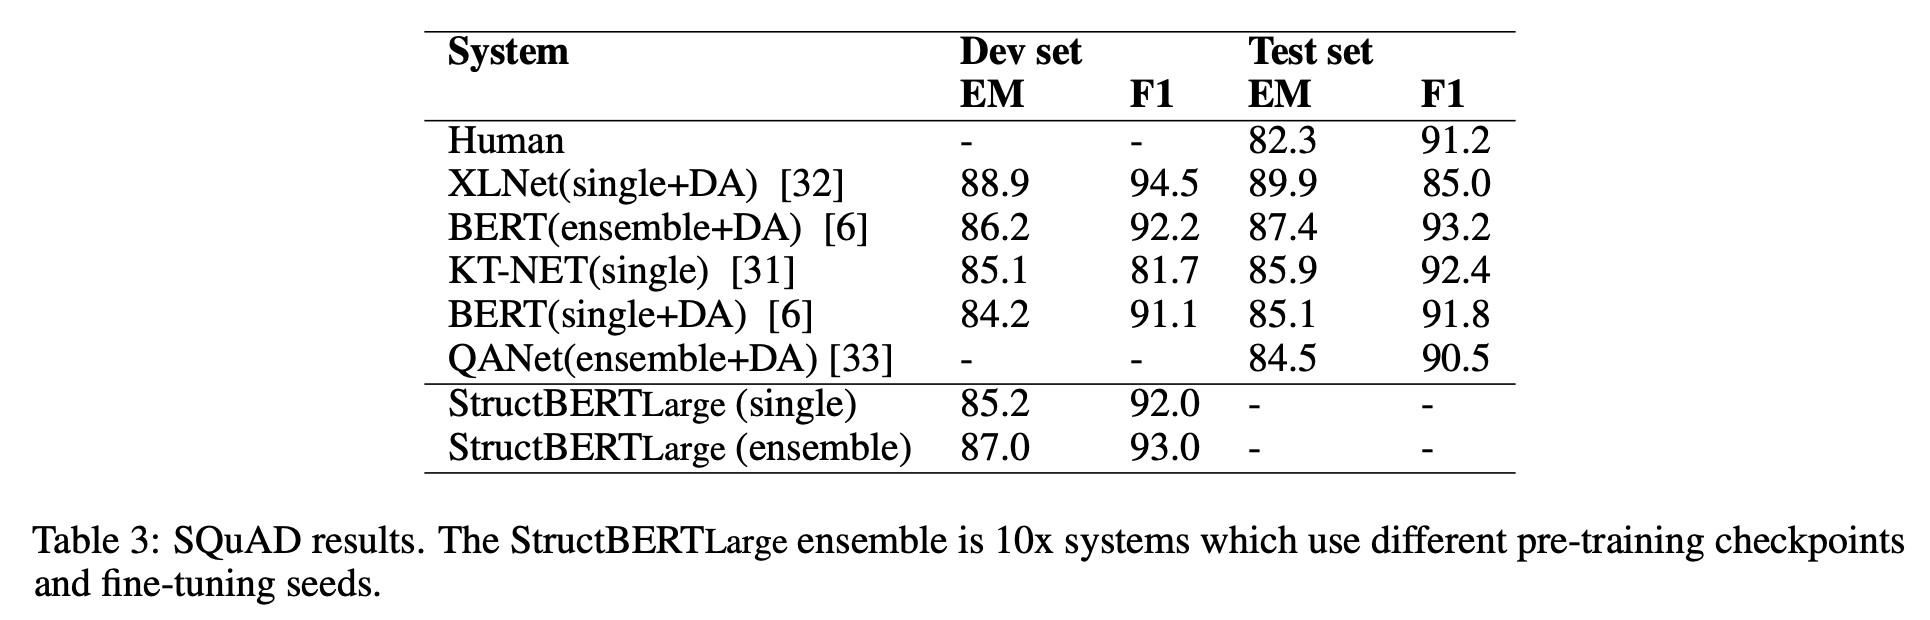 System Dev set Test set
EM F1 EM F1
Human - - 82.3 91.2
XLNet(single+DA) [32] 88.9 94.5 89.9 85.0
BERT(ensemble+DA) [6] 86.2 92.2 87.4 93.2
KT-NET(single) [31] 85.1 81.7 85.9 92.4
BERT(single+DA) [6] 84.2 91.1 85.1 91.8
QANet(ensemble+DA) [33] - - 84.5 90.5
StructBERTLarge (single) 85.2 92.0 - -
StructBERTLarge (ensemble) 87.0 93.0 - -
Table 3: SQuAD results. The StructBERTLarge ensemble is 10x systems which use different pre-training checkpoints
and fine-tuning seeds.